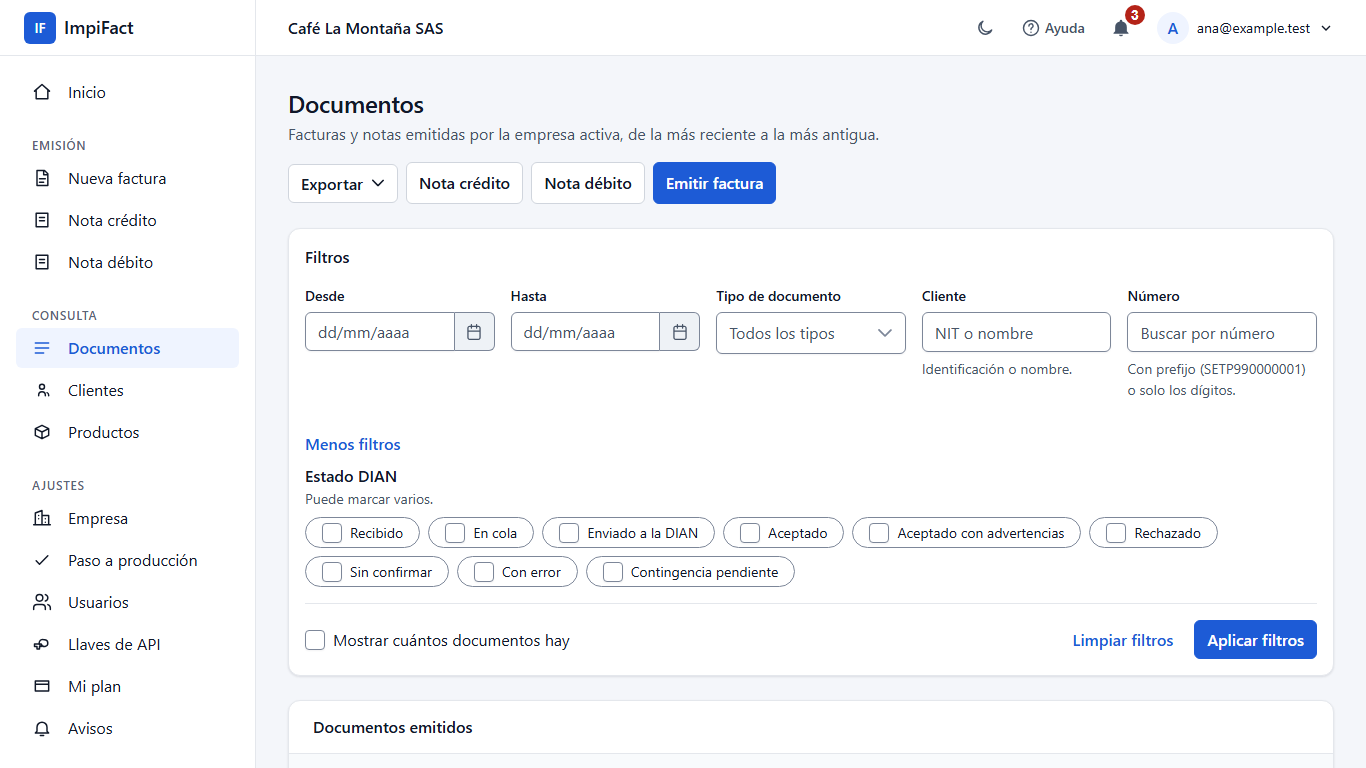 IF ImpiFact
Café La Montaña SAS
Ayuda
3
A
ana@example.test
Inicio
EMISIÓN
Nueva factura
Nota crédito
Nota débito
CONSULTA
Documentos
Clientes
Productos
AJUSTES
Empresa
Paso a producción
Usuarios
Llaves de API
Mi plan
Avisos
Documentos
Facturas y notas emitidas por la empresa activa, de la más reciente a la más antigua.
Exportar Nota crédito Nota débito Emitir factura
Filtros
Desde Hasta Tipo de documento Cliente Número
dd/mm/aaaa dd/mm/aaaa Todos los tipos NIT o nombre Buscar por número
Identificación o nombre. Con prefijo (SETP990000001)
o solo los dígitos.
Menos filtros
Estado DIAN
Puede marcar varios.
Recibido En cola Enviado a la DIAN Aceptado Aceptado con advertencias Rechazado
Sin confirmar Con error Contingencia pendiente
Mostrar cuántos documentos hay Limpiar filtros Aplicar filtros
Documentos emitidos